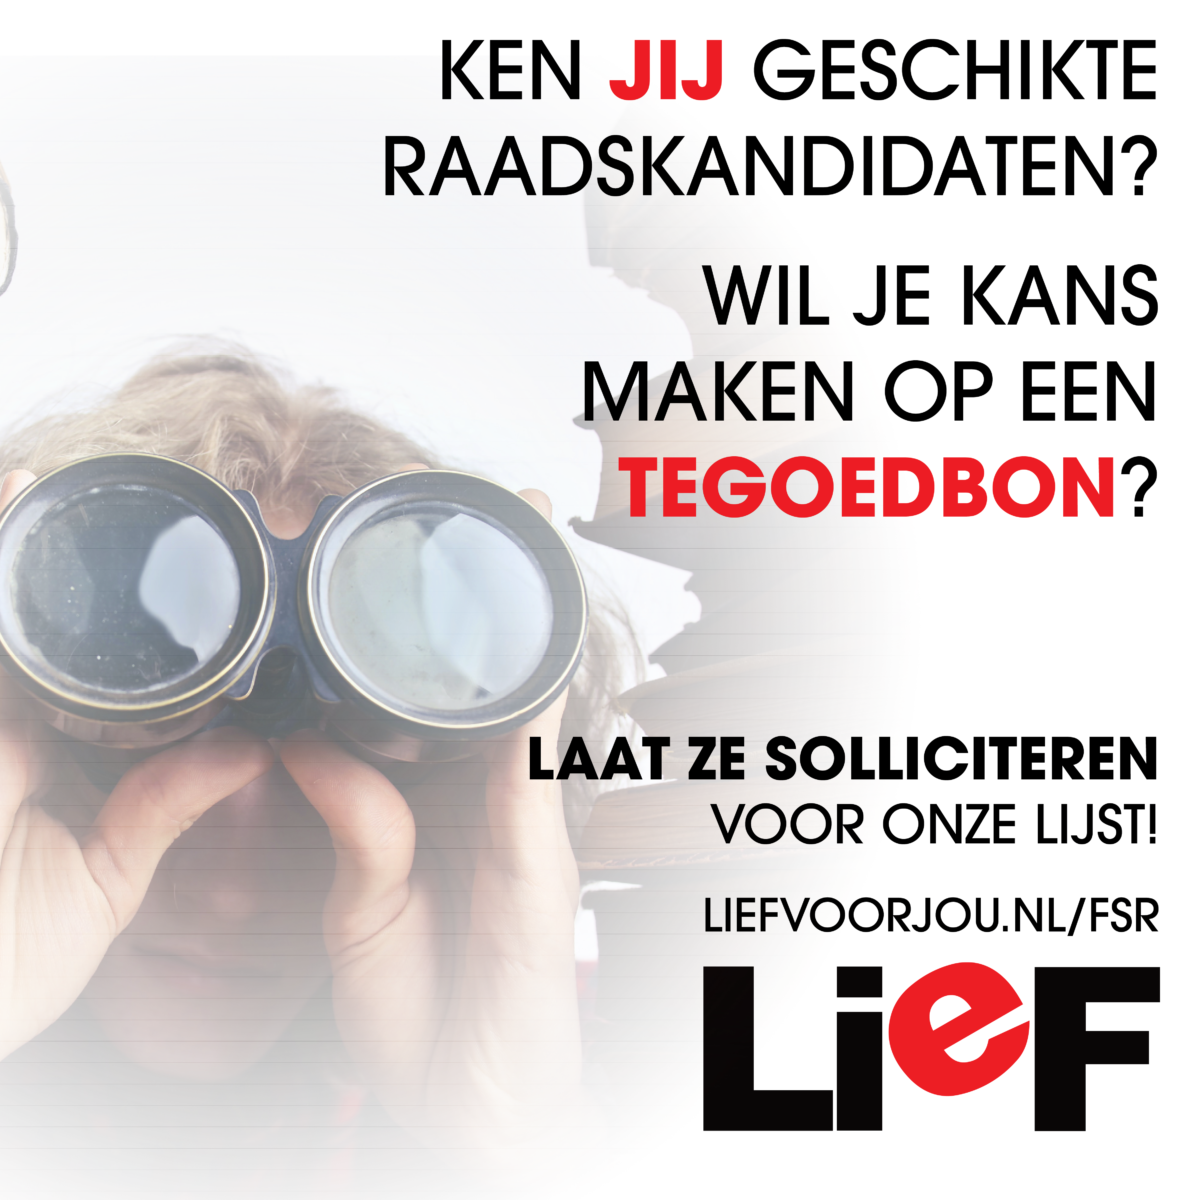 KEN JIJ GESCHIKTE
RAADSKANDIDATEN?
WIL JE KANS
MAKEN OP EEN
TEGOEDBON?
LAAT ZE SOLLICITEREN
VOOR ONZE LIJST!
LIEFVOORJOU.NL/FSR
LieF